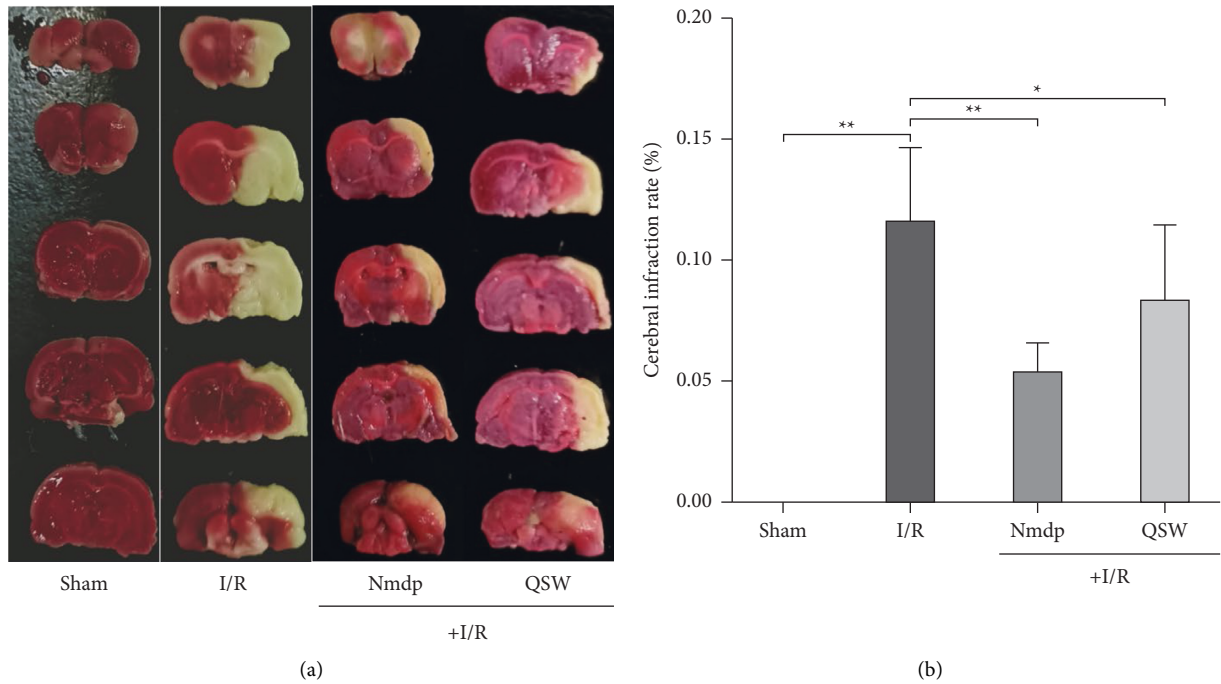 Sham
I/R
Nmdp
QSW
+I/R
(a)
Cerebral infraction rate (%)
0.20
0.15
0.10
0.05
0.00
**
**
*
Sham
I/R
Nmdp
QSW
+I/R
(b)